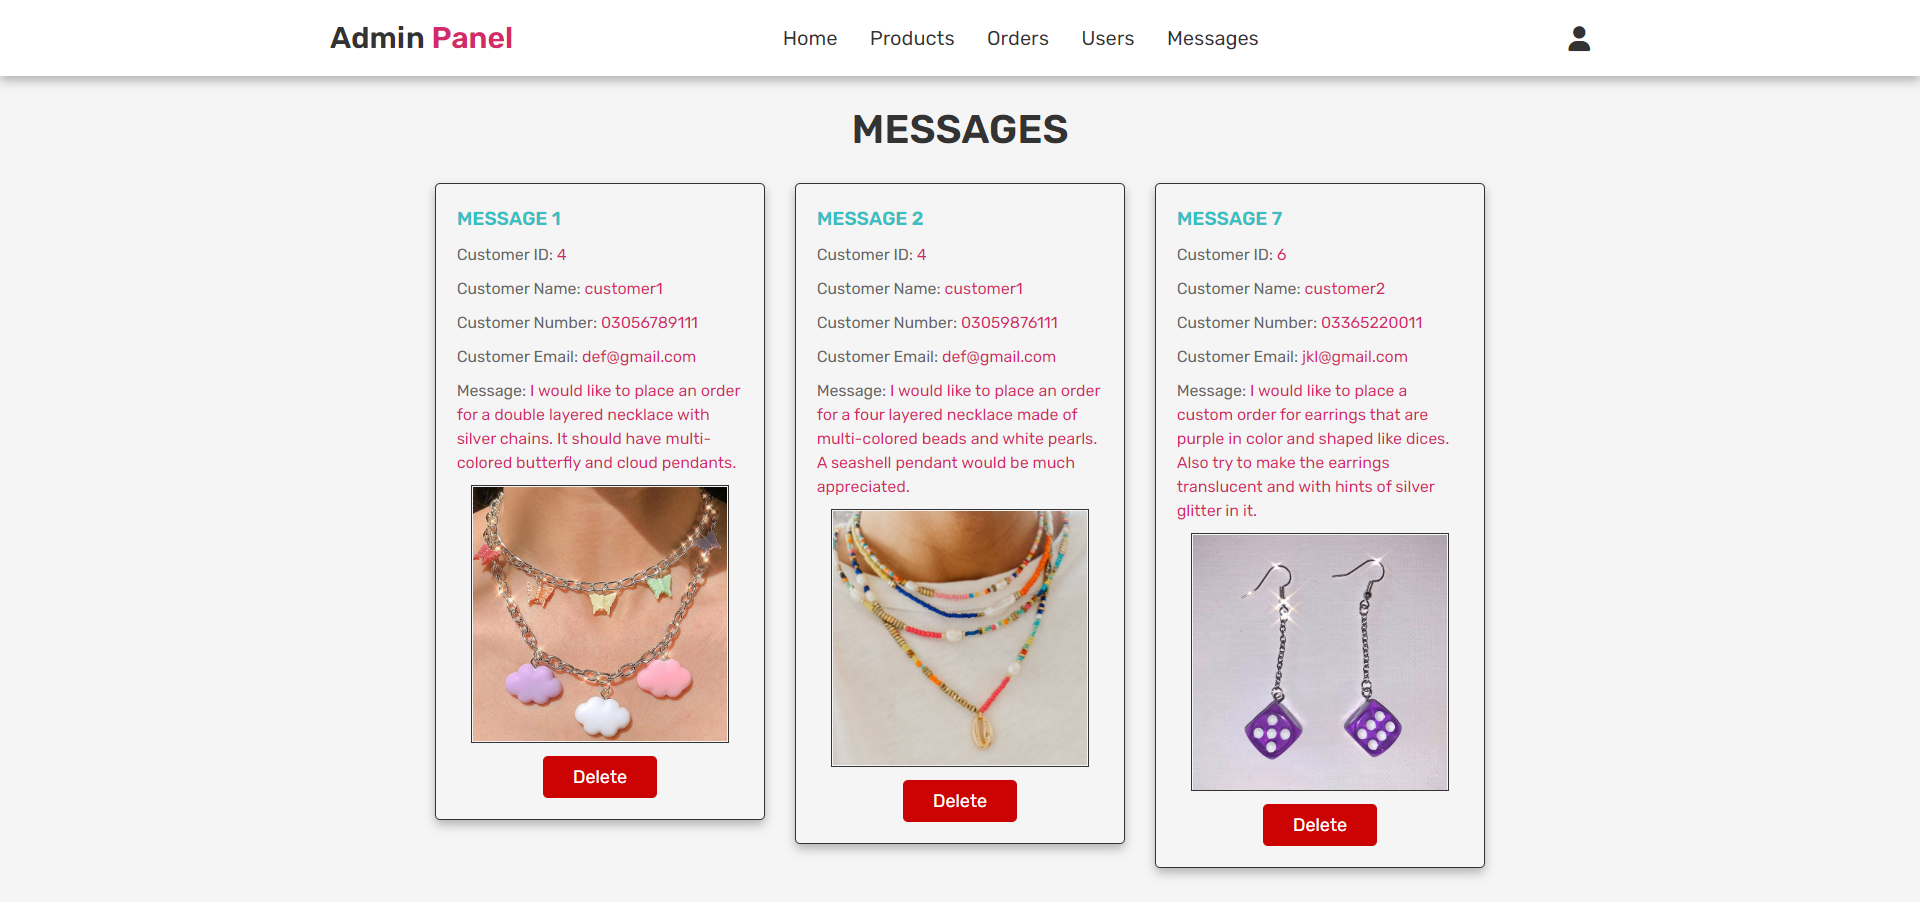 Admin Panel
Home Products Orders Users Messages
MESSAGES
MESSAGE 1
Customer ID: 4
Customer Name: customer1
Customer Number: 03056789111
Customer Email: def@gmail.com
Message: I would like to place an order
for a double layered necklace with
silver chains. It should have multi-
colored butterfly and cloud pendants.
Delete
MESSAGE 2
Customer ID: 4
Customer Name: customer1
Customer Number: 03059876111
Customer Email: def@gmail.com
Message: I would like to place an order
for a four layered necklace made of
multi-colored beads and white pearls.
A seashell pendant would be much
appreciated.
Delete
MESSAGE 7
Customer ID: 6
Customer Name: customer2
Customer Number: 03365220011
Customer Email: jkl@gmail.com
Message: I would like to place a
custom order for earrings that are
purple in color and shaped like dices.
Also try to make the earrings
translucent and with hints of silver
glitter in it.
Delete